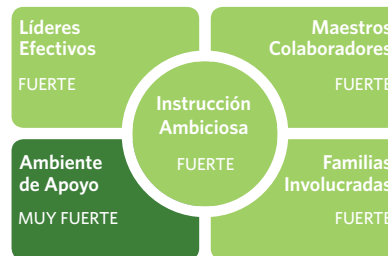 Líderes
Efectivos
FUERTE
Maestros
Colaboradores
FUERTE
Instrucción
Ambiciosa
FUERTE
Ambiente
de Apoyo
MUY FUERTE
Familias
Involucradas
FUERTE